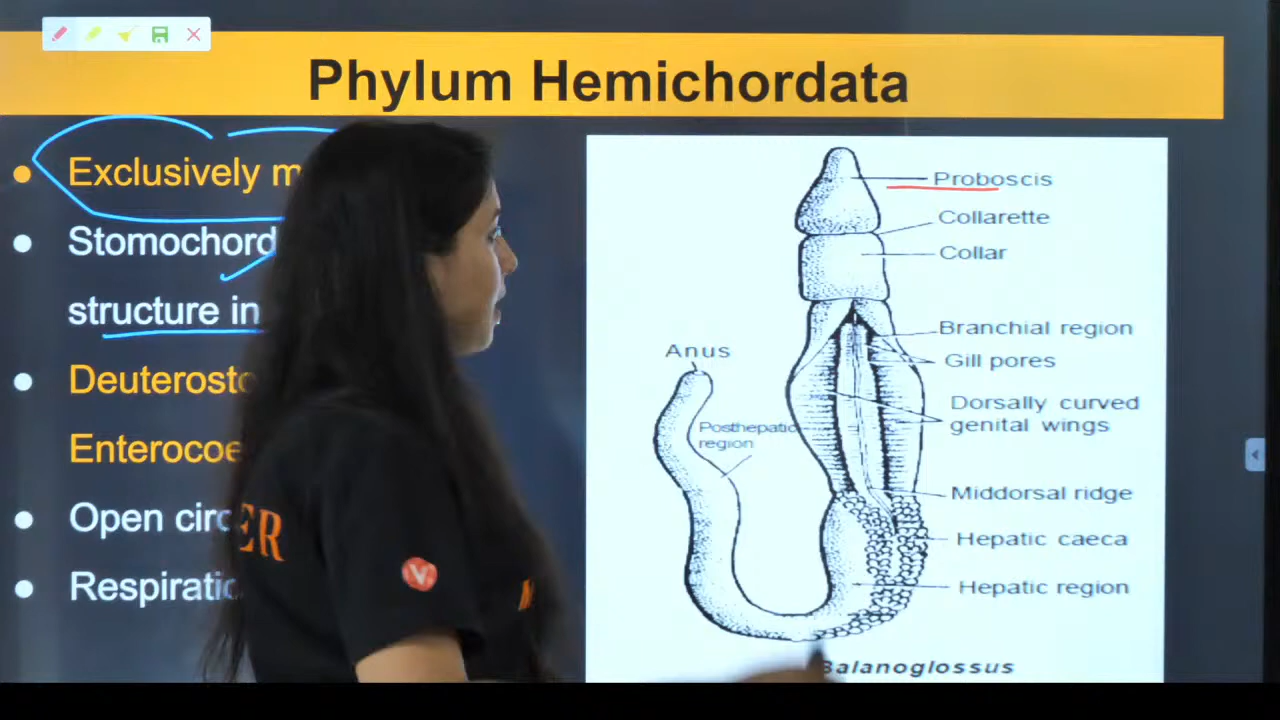 Phylum Hemichordata
Exclusively m
Stomochord
structure in
Deuterosto
Enterocoe
Open circ
Respiratio
Proboscis
Collarette
Collar
Branchial region
Gill pores
Anus
Dorsally curved
genital wings
Posthepatic
region
Middorsal ridge
Hepatic caeca
Hepatic region
Balanoglossus
ER
V